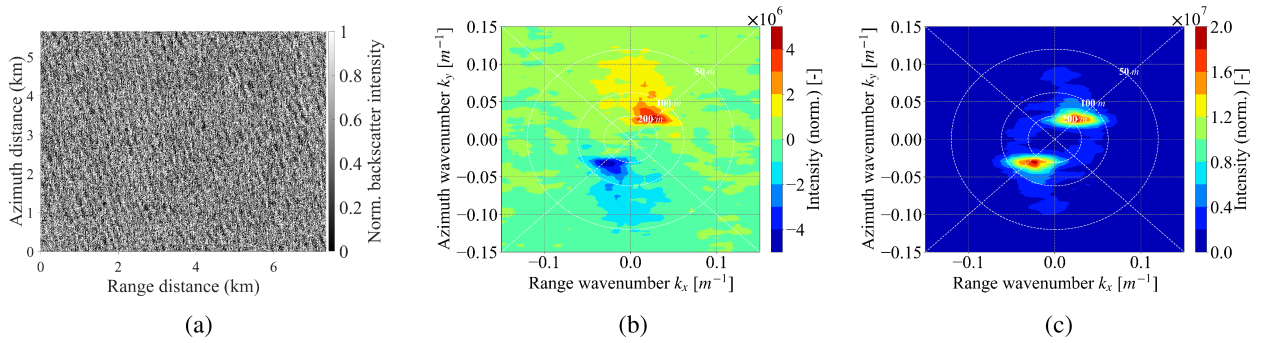 5
4
3
2
1
0
Azimuth distance (km)
0 2 4 6
Range distance (km)
1
0.8
0.6
0.4
0.2
0
Norm. backscatter intensity
(a)
×10⁶
0.15
0.10
0.05
0.00
−0.05
−0.10
−0.15
Azimuth wavenumber k_y [m⁻¹]
50 m
100 m
200 m
−0.1 0.0 0.1
Range wavenumber k_x [m⁻¹]
4
2
0
−2
−4
Intensity (norm.) [-]
(b)
×10⁷
0.15
0.10
0.05
0.00
−0.05
−0.10
−0.15
Azimuth wavenumber k_y [m⁻¹]
50 m
100 m
200 m
−0.1 0.0 0.1
Range wavenumber k_x [m⁻¹]
2.0
1.6
1.2
0.8
0.4
0.0
Intensity (norm.) [-]
(c)